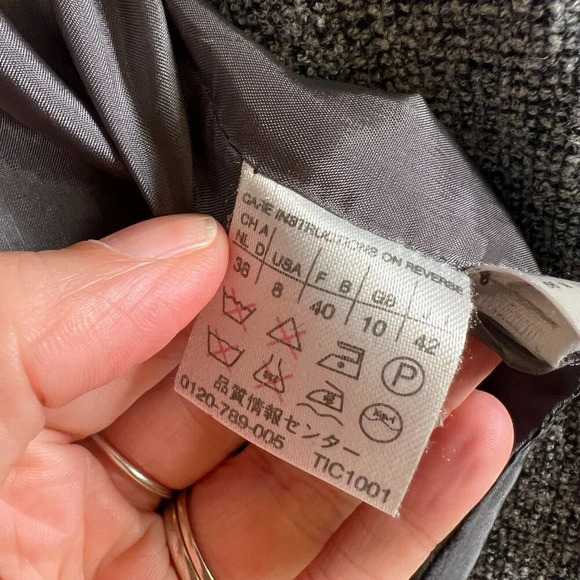 CARE INSTRUCTIONS ON REVERSE
CH A
NL D USA F B GB J
38 8 40 10 42
P
品質情報センター
0120-789-005 TIC1001
8